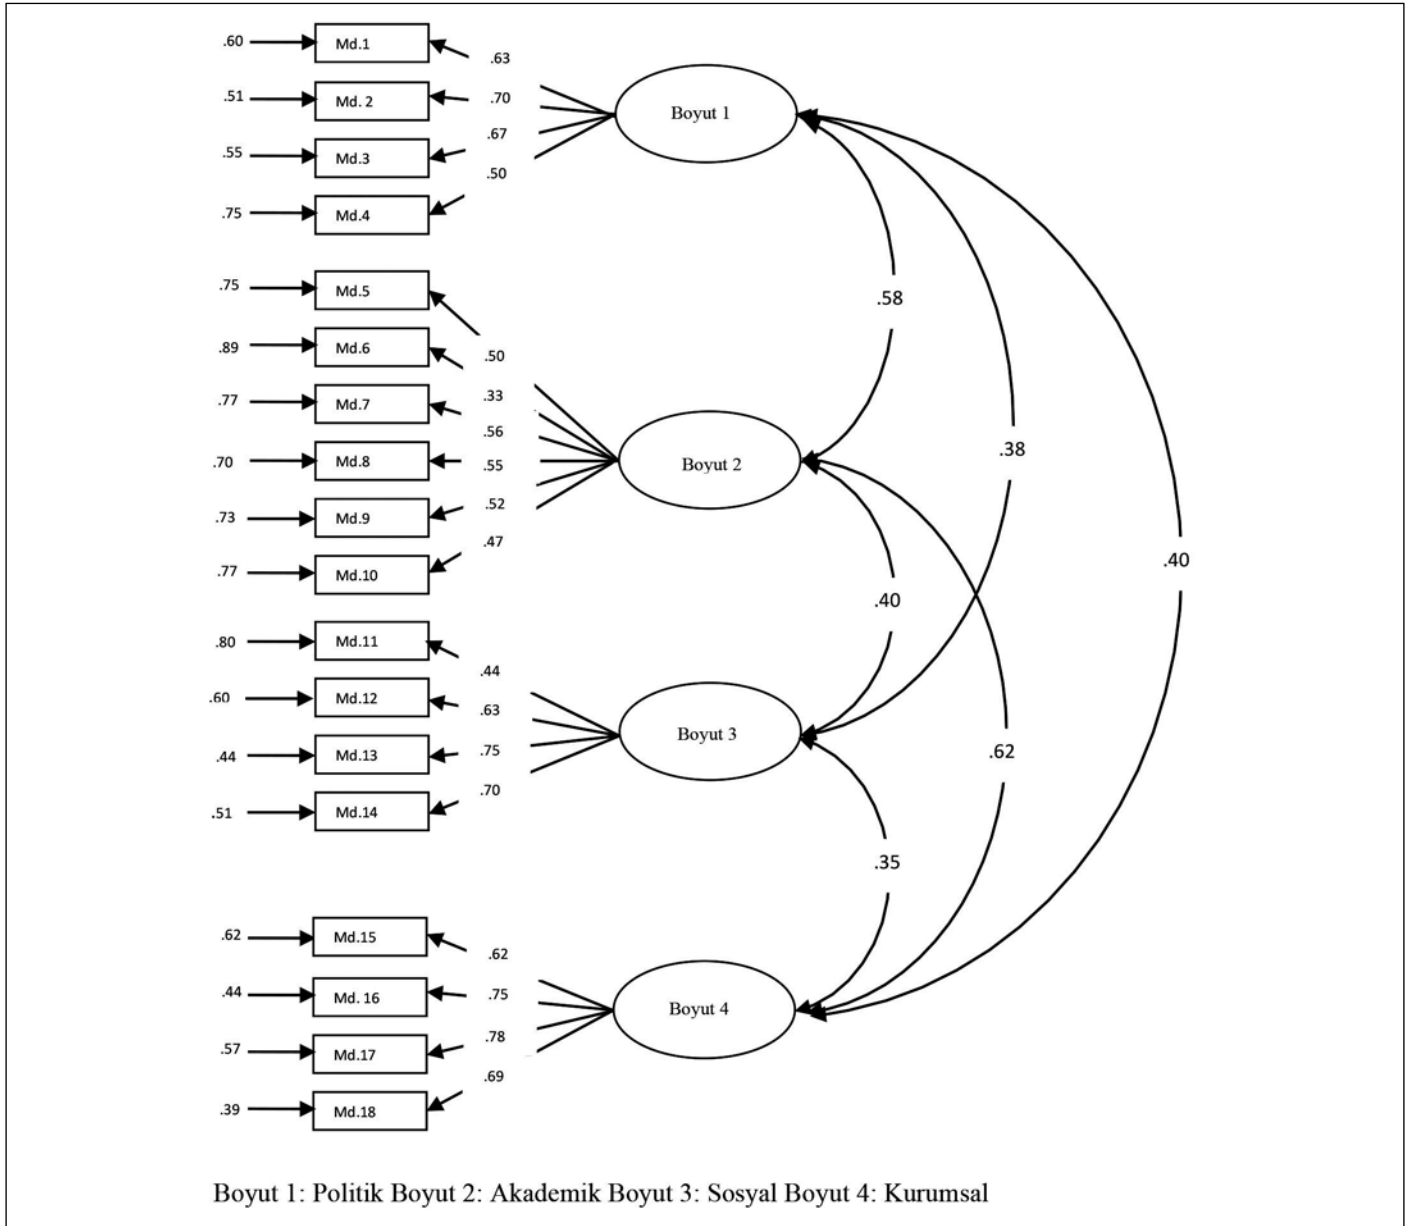 .60
Md.1
.63
.51
Md. 2
.70
Boyut 1
.67
.55
Md.3
.50
.75
Md.4
.75
Md.5
.58
.89
Md.6
.50
.77
Md.7
.33
.56
.38
.70
Md.8
.55
Boyut 2
.73
Md.9
.52
.47
.77
Md.10
.40
.40
.80
Md.11
.44
.60
Md.12
.63
.44
Md.13
.75
Boyut 3
.62
.70
.51
Md.14
.35
.62
Md.15
.62
.44
Md. 16
.75
Boyut 4
.78
.57
Md.17
.69
.39
Md.18
Boyut 1: Politik Boyut 2: Akademik Boyut 3: Sosyal Boyut 4: Kurumsal